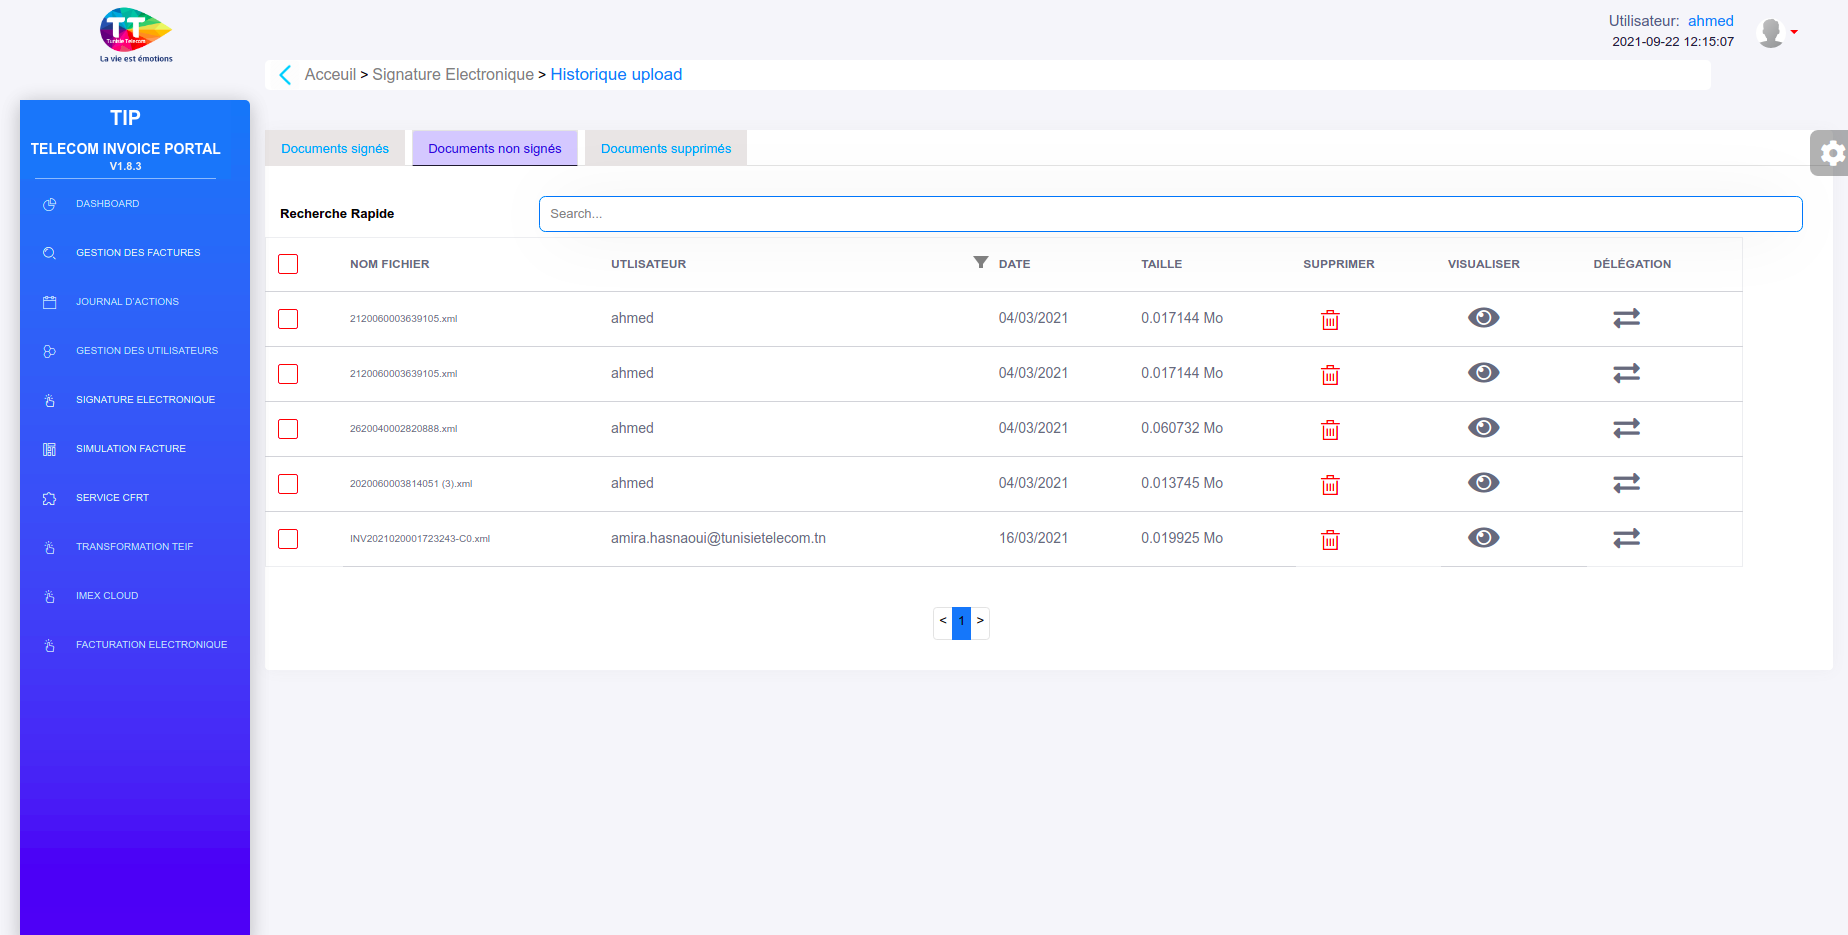 TT
Tunisie Telecom
La vie est émotions
Utilisateur: ahmed
2021-09-22 12:15:07
Acceuil > Signature Electronique > Historique upload
TIP
TELECOM INVOICE PORTAL
V1.8.3
DASHBOARD
GESTION DES FACTURES
JOURNAL D'ACTIONS
GESTION DES UTILISATEURS
SIGNATURE ELECTRONIQUE
SIMULATION FACTURE
SERVICE CFRT
TRANSFORMATION TEIF
IMEX CLOUD
FACTURATION ELECTRONIQUE
Documents signés Documents non signés Documents supprimés
Recherche Rapide Search...
NOM FICHIER UTLISATEUR DATE TAILLE SUPPRIMER VISUALISER DÉLÉGATION
2120060003639105.xml ahmed 04/03/2021 0.017144 Mo
2120060003639105.xml ahmed 04/03/2021 0.017144 Mo
2620040002820888.xml ahmed 04/03/2021 0.060732 Mo
2020060003814051 (3).xml ahmed 04/03/2021 0.013745 Mo
INV2021020001723243-C0.xml amira.hasnaoui@tunisietelecom.tn 16/03/2021 0.019925 Mo
< 1 >